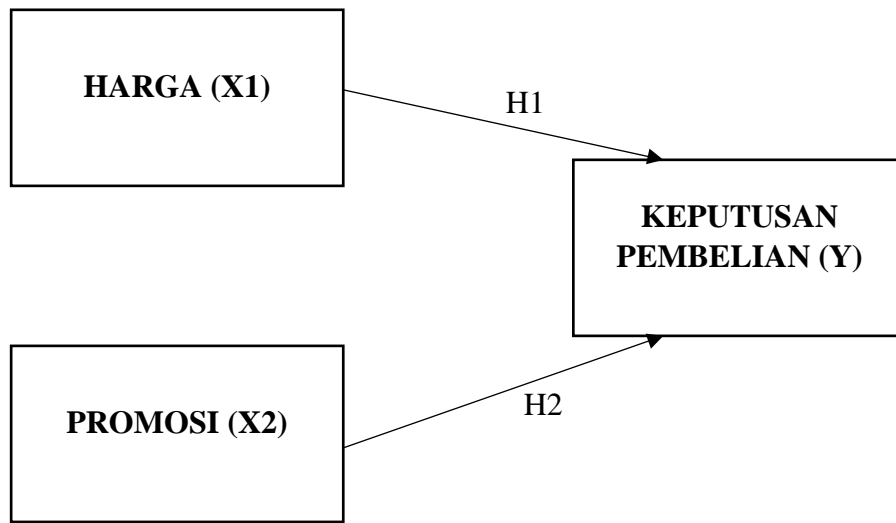 HARGA (X1)
H1
KEPUTUSAN
PEMBELIAN (Y)
PROMOSI (X2)
H2